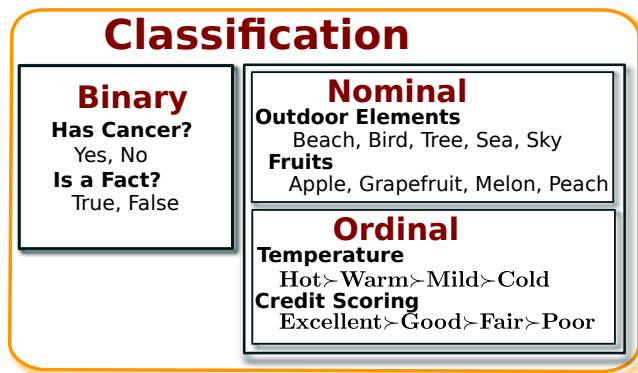 Classification
Binary
Has Cancer?
Yes, No
Is a Fact?
True, False
Nominal
Outdoor Elements
Beach, Bird, Tree, Sea, Sky
Fruits
Apple, Grapefruit, Melon, Peach
Ordinal
Temperature
Hot≻Warm≻Mild≻Cold
Credit Scoring
Excellent≻Good≻Fair≻Poor